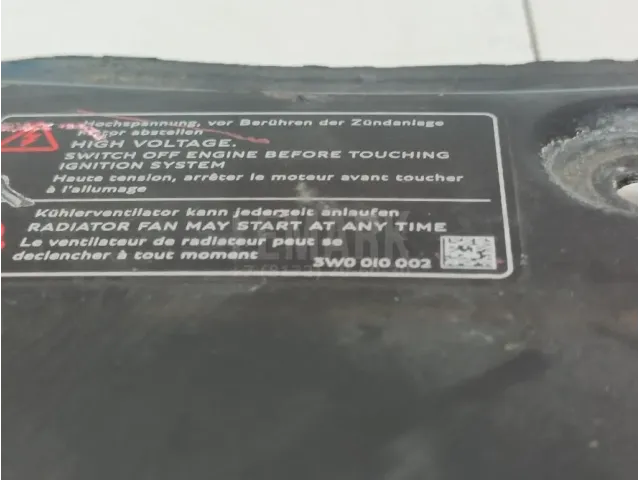 Hochspannung, vor Berühren der Zündanlage
Motor abstellen
HIGH VOLTAGE.
SWITCH OFF ENGINE BEFORE TOUCHING
IGNITION SYSTEM
Haute tension, arrêter le moteur avant toucher
à l'allumage
Kühlerventilator kann jederzeit anlaufen
RADIATOR FAN MAY START AT ANY TIME
Le ventilateur de radiateur peut se
declencher à tout moment
3W0 010 002